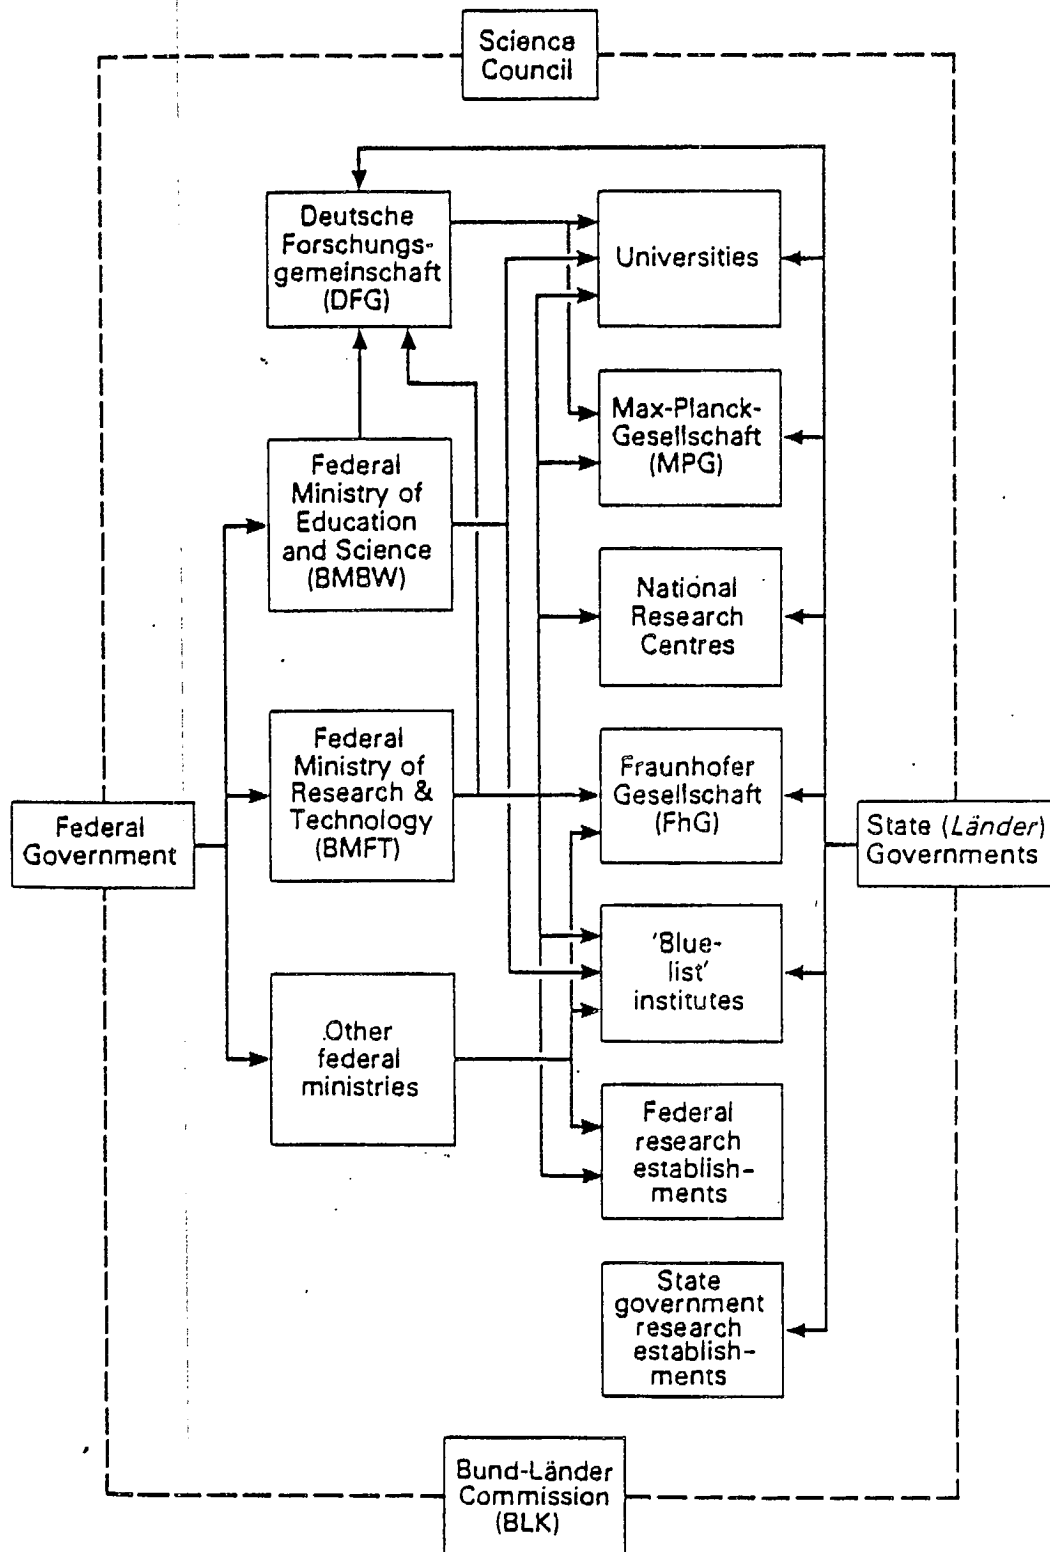 Science
Council
Deutsche
Forschungs-
gemeinschaft
(DFG)
Universities
Max-Planck-
Gesellschaft
(MPG)
Federal
Ministry of
Education
and Science
(BMBW)
National
Research
Centres
Federal
Ministry of
Research &
Technology
(BMFT)
Fraunhofer
Gesellschaft
(FhG)
Federal
Government
State (Länder)
Governments
'Blue-
list'
institutes
Other
federal
ministries
Federal
research
establish-
ments
State
government
research
establish-
ments
Bund-Länder
Commission
(BLK)